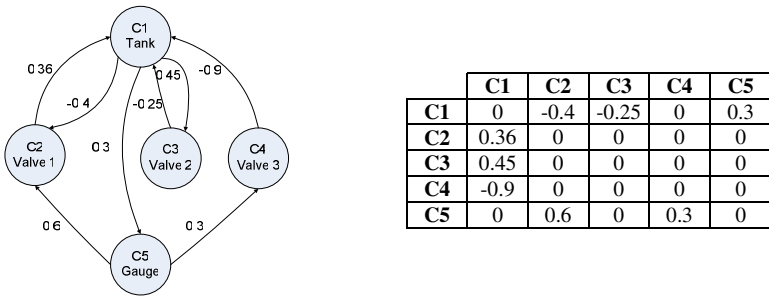 C1
Tank
0.36
-0.4
0.45
-0.25
-0.9
C2
Valve 1
0.3
C3
Valve 2
C4
Valve 3
0.6
0.3
C5
Gauge
C1 C2 C3 C4 C5
C1 0 -0.4 -0.25 0 0.3
C2 0.36 0 0 0 0
C3 0.45 0 0 0 0
C4 -0.9 0 0 0 0
C5 0 0.6 0 0.3 0